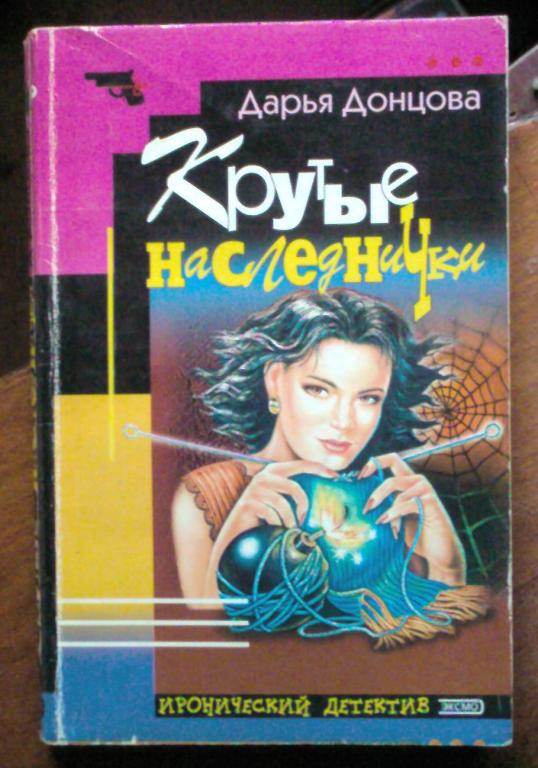 Дарья Донцова
Крутые
наследнички
ИРОНИЧЕСКИЙ ДЕТЕКТИВ ЭКСМО